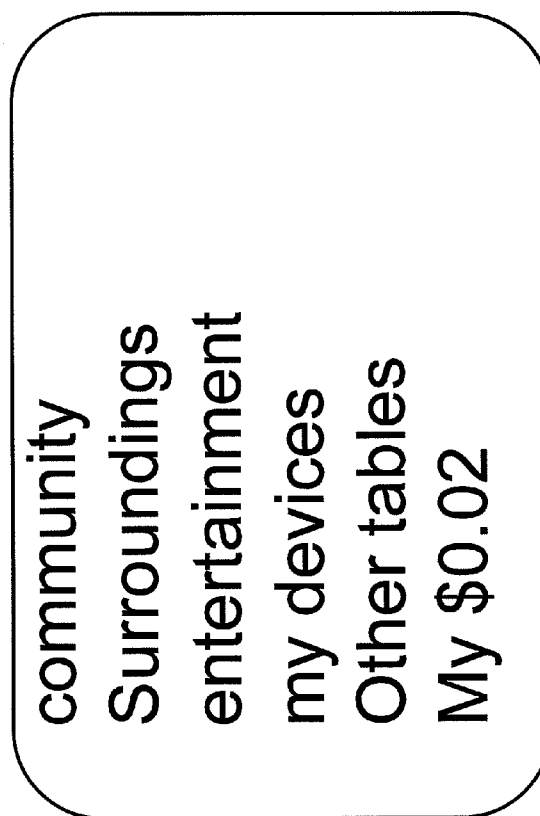 community
Surroundings
entertainment
my devices
Other tables
My $0.02